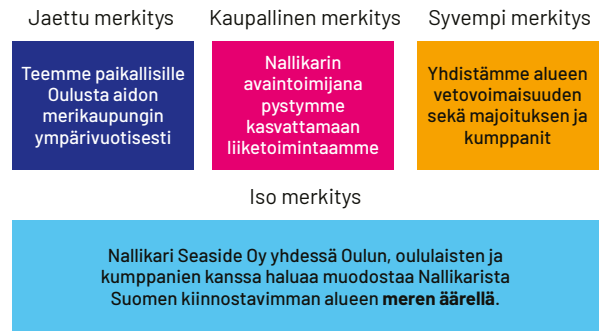 Jaettu merkitys
Kaupallinen merkitys
Syvempi merkitys
Teemme paikallisille
Oulusta aidon
merikaupungin
ympärivuotisesti
Nallikarin
avaintoimijana
pystymme
kasvattamaan
liiketoimintaamme
Yhdistämme alueen
vetovoimaisuuden
sekä majoituksen ja
kumppanit
Iso merkitys
Nallikari Seaside Oy yhdessä Oulun, oululaisten ja
kumppanien kanssa haluaa muodostaa Nallikarista
Suomen kiinnostavimman alueen meren äärellä.